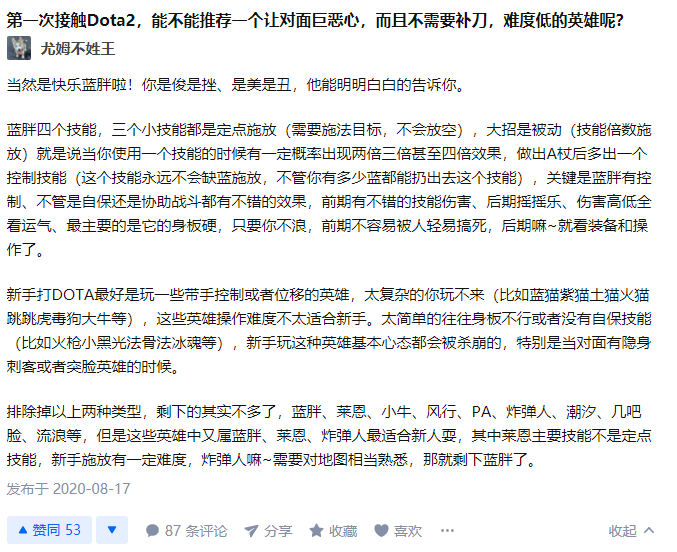 第一次接触Dota2，能不能推荐一个让对面巨恶心，而且不需要补刀，难度低的英雄呢？
尤姆不姓王
当然是快乐蓝胖啦！你是俊是挫、是美是丑，他能明明白白的告诉你。
蓝胖四个技能，三个小技能都是定点施放（需要施法目标，不会放空），大招是被动（技能倍数施
放）就是说当你使用一个技能的时候有一定概率出现两倍三倍甚至四倍效果，做出A杖后多出一个
控制技能（这个技能永远不会缺蓝施放，不管你有多少蓝都能扔出去这个技能），关键是蓝胖有控
制、不管是自保还是协助战斗都有不错的效果，前期有不错的技能伤害、后期摇摇乐、伤害高低全
看运气、最主要的是它的身板硬，只要你不浪，前期不容易被人轻易搞死，后期嘛~就看装备和操
作了。
新手打DOTA最好是玩一些带手控制或者位移的英雄，太复杂的你玩不来（比如蓝猫紫猫土猫火猫
跳跳虎毒狗大牛等），这些英雄操作难度不太适合新手。太简单的往往身板不行或者没有自保技能
（比如火枪小黑光法骨法冰魂等），新手玩这种英雄基本心态都会被杀崩的，特别是当对面有隐身
刺客或者突脸英雄的时候。
排除掉以上两种类型，剩下的其实不多了，蓝胖、莱恩、小牛、风行、PA、炸弹人、潮汐、几吧
脸、流浪等，但是这些英雄中又属蓝胖、莱恩、炸弹人最适合新人耍，其中莱恩主要技能不是定点
技能，新手施放有一定难度，炸弹人嘛~需要对地图相当熟悉，那就剩下蓝胖了。
发布于 2020-08-17
赞同 53 87 条评论 分享 收藏 喜欢 收起